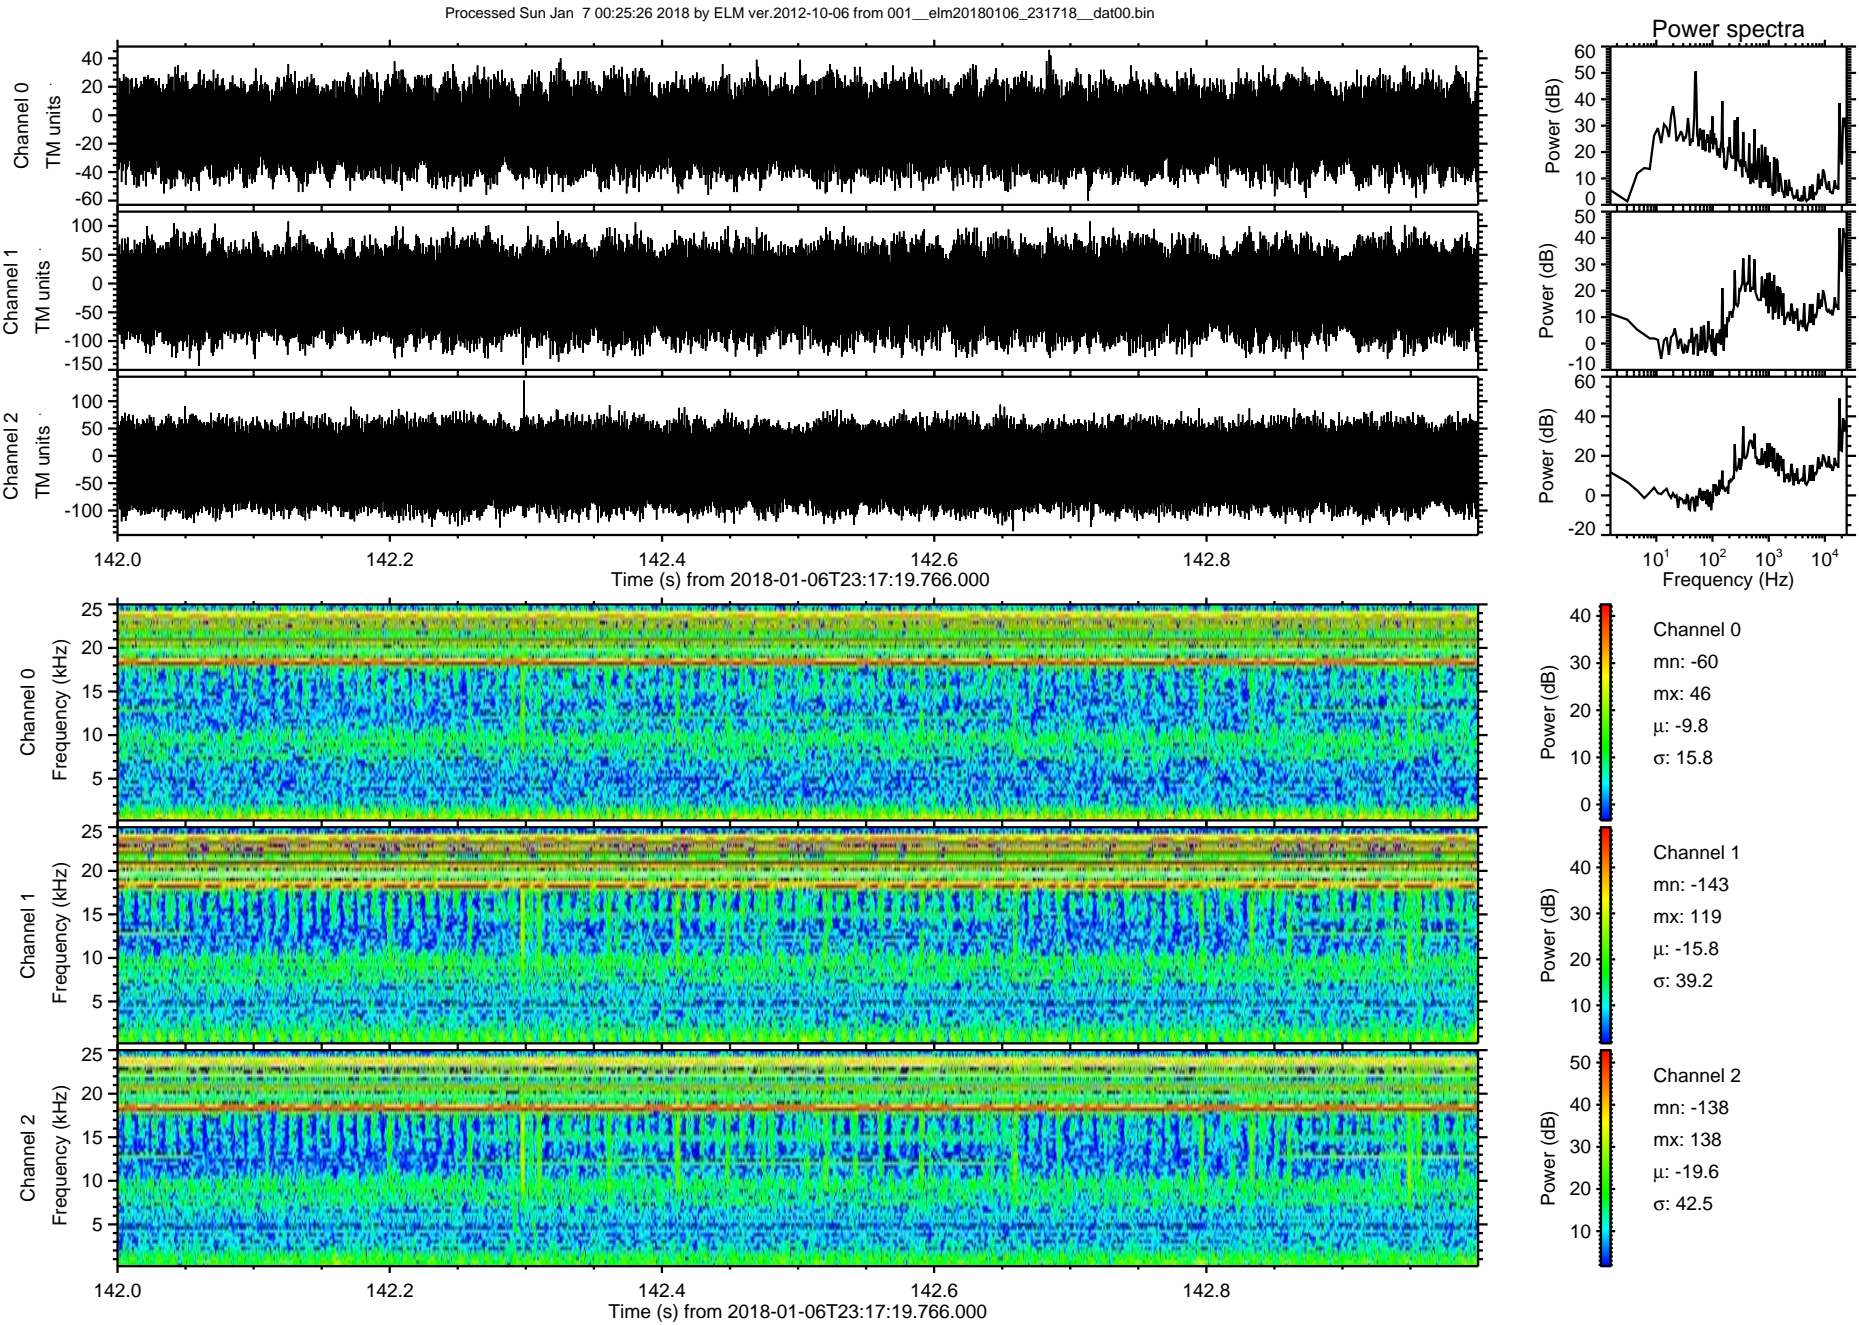 Processed Sun Jan 7 00:25:26 2018 by ELM ver.2012-10-06 from 001__elm20180106_231718__dat00.bin
Power spectra
Channel 0
TM units
40
20
0
-20
-40
-60
Power (dB)
60
50
40
30
20
10
0
Channel 1
TM units
100
50
0
-50
-100
-150
Power (dB)
50
40
30
20
10
0
-10
Channel 2
TM units
100
50
0
-50
-100
Power (dB)
60
40
20
0
-20
142.0 142.2 142.4 142.6 142.8
Time (s) from 2018-01-06T23:17:19.766.000
10¹ 10² 10³ 10⁴
Frequency (Hz)
Channel 0
Frequency (kHz)
25
20
15
10
5
Power (dB)
40
30
20
10
0
Channel 0
mn: -60
mx: 46
µ: -9.8
σ: 15.8
Channel 1
Frequency (kHz)
25
20
15
10
5
Power (dB)
40
30
20
10
Channel 1
mn: -143
mx: 119
µ: -15.8
σ: 39.2
Channel 2
Frequency (kHz)
25
20
15
10
5
Power (dB)
50
40
30
20
10
Channel 2
mn: -138
mx: 138
µ: -19.6
σ: 42.5
142.0 142.2 142.4 142.6 142.8
Time (s) from 2018-01-06T23:17:19.766.000